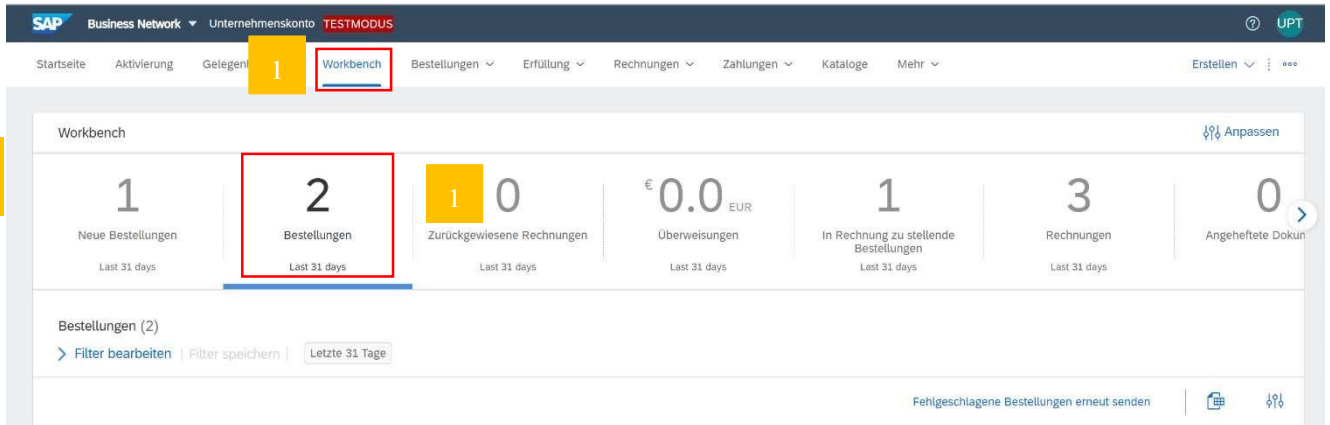 SAP Business Network Unternehmenskonto TESTMODUS UPT
Startseite Aktivierung Gelegenl 1 Workbench Bestellungen Erfüllung Rechnungen Zahlungen Kataloge Mehr Erstellen
Workbench Anpassen
1 2 1 0 € 0.0 EUR 1 3 0
Neue Bestellungen Bestellungen Zurückgewiesene Rechnungen Überweisungen In Rechnung zu stellende Rechnungen Angeheftete Dokun
Bestellungen
Last 31 days Last 31 days Last 31 days Last 31 days Last 31 days Last 31 days
Bestellungen (2)
Filter bearbeiten | Filter speichern | Letzte 31 Tage
Fehlgeschlagene Bestellungen erneut senden